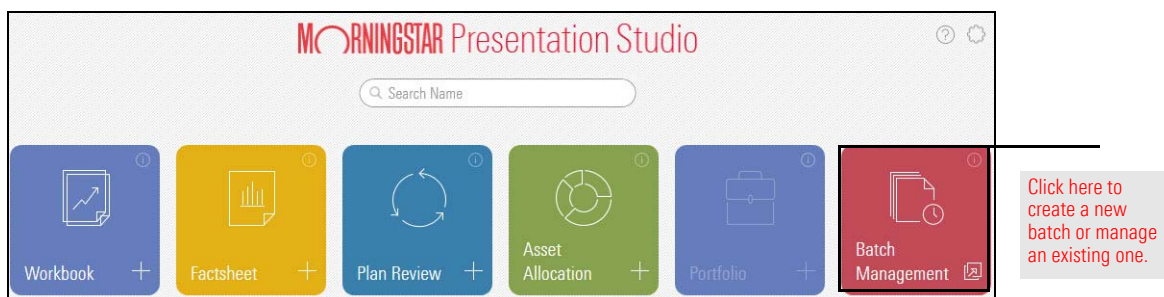 MORNINGSTAR Presentation Studio
Search Name
Workbook
Factsheet
Plan Review
Asset
Allocation
Portfolio
Batch
Management
Click here to
create a new
batch or manage
an existing one.